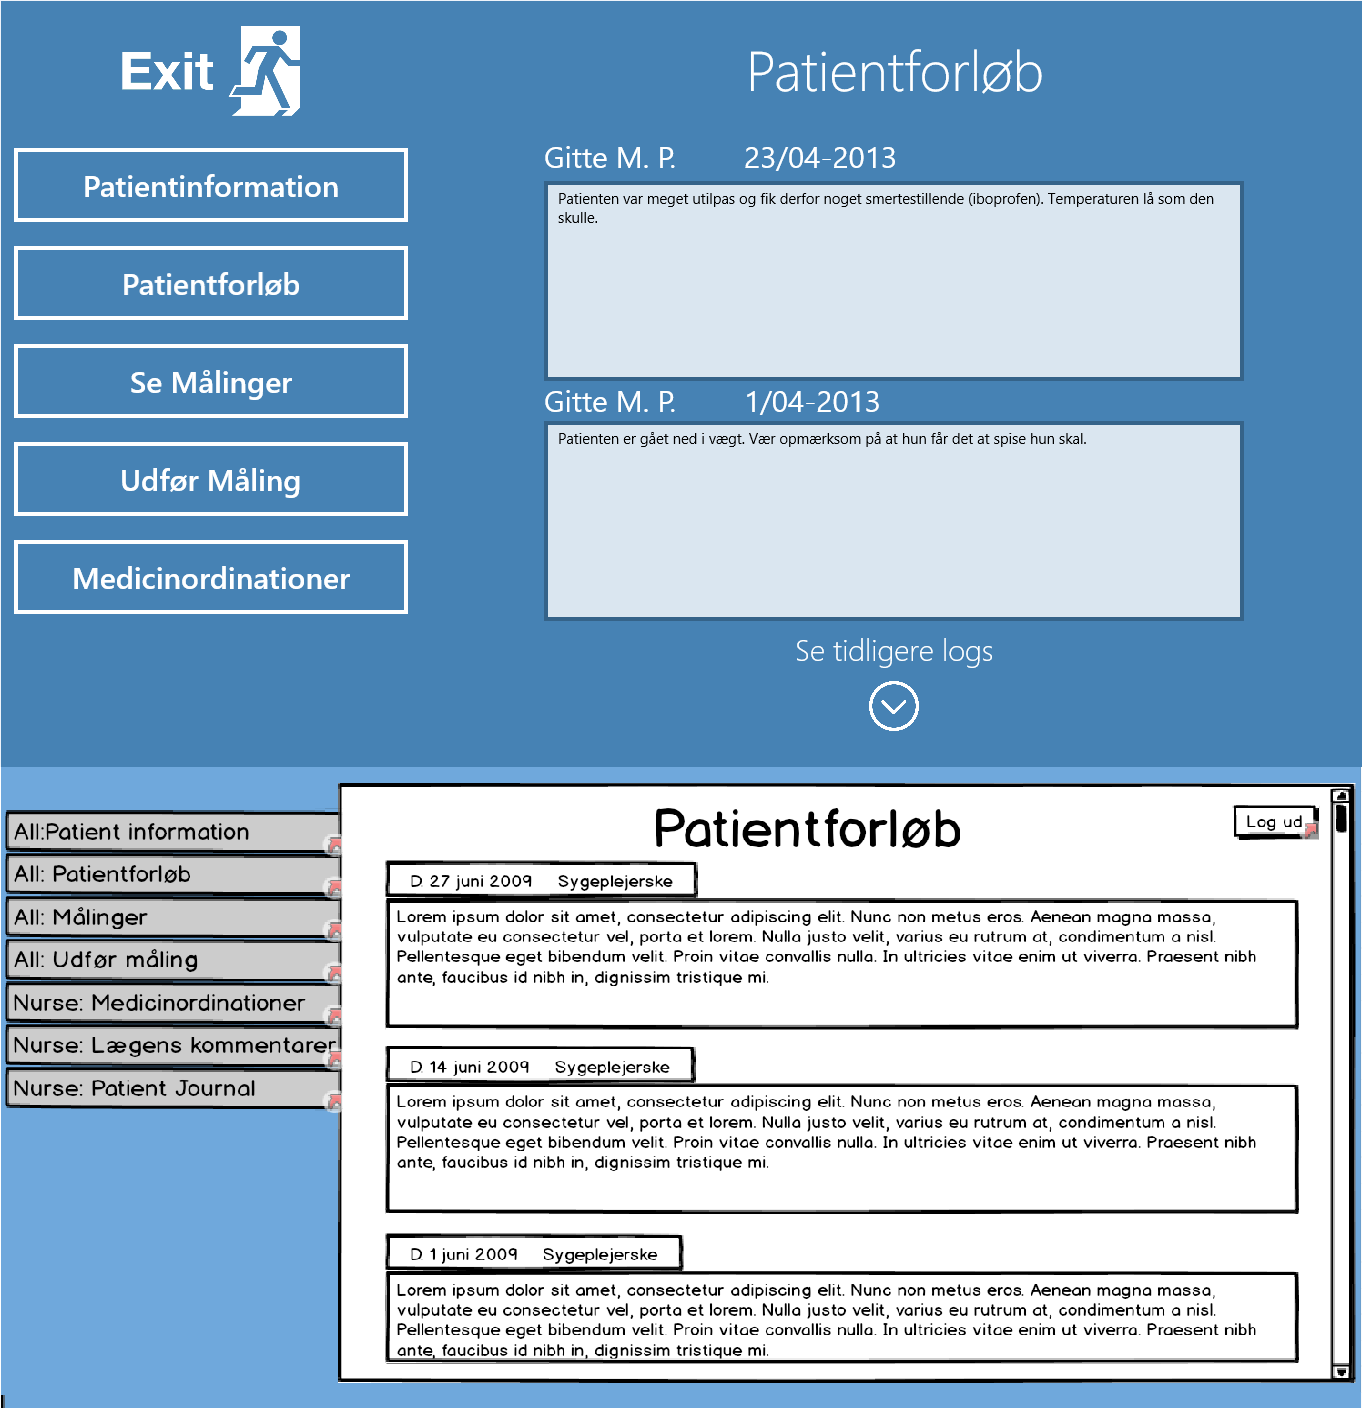 Exit
Patientinformation
Patientforløb
Se Målinger
Udfør Måling
Medicinordinationer
Patientforløb
Gitte M. P. 23/04-2013
Patienten var meget utilpas og fik derfor noget smertestillende (iboprofen). Temperaturen lå som den
skulle.
Gitte M. P. 1/04-2013
Patienten er gået ned i vægt. Vær opmærksom på at hun får det at spise hun skal.
Se tidligere logs
All:Patient information
All: Patientforløb
All: Målinger
All: Udfør måling
Nurse: Medicinordinationer
Nurse: Lægens kommentarer
Nurse: Patient Journal
Patientforløb
Log ud
D 27 juni 2009 Sygeplejerske
Lorem ipsum dolor sit amet, consectetur adipiscing elit. Nunc non metus eros. Aenean magna massa,
vulputate eu consectetur vel, porta et lorem. Nulla justo velit, varius eu rutrum at, condimentum a nisl.
Pellentesque eget bibendum velit. Proin vitae convallis nulla. In ultricies vitae enim ut viverra. Praesent nibh
ante, faucibus id nibh in, dignissim tristique mi.
D 14 juni 2009 Sygeplejerske
Lorem ipsum dolor sit amet, consectetur adipiscing elit. Nunc non metus eros. Aenean magna massa,
vulputate eu consectetur vel, porta et lorem. Nulla justo velit, varius eu rutrum at, condimentum a nisl.
Pellentesque eget bibendum velit. Proin vitae convallis nulla. In ultricies vitae enim ut viverra. Praesent nibh
ante, faucibus id nibh in, dignissim tristique mi.
D 1 juni 2009 Sygeplejerske
Lorem ipsum dolor sit amet, consectetur adipiscing elit. Nunc non metus eros. Aenean magna massa,
vulputate eu consectetur vel, porta et lorem. Nulla justo velit, varius eu rutrum at, condimentum a nisl.
Pellentesque eget bibendum velit. Proin vitae convallis nulla. In ultricies vitae enim ut viverra. Praesent nibh
ante, faucibus id nibh in, dignissim tristique mi.